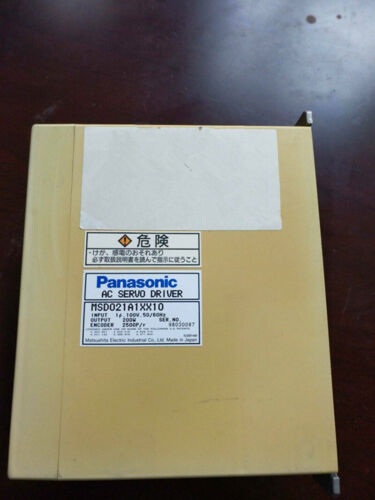 危険
・けが、感電のおそれあり
必ず取扱説明書を読んで指示に従うこと
Panasonic
AC SERVO DRIVER
MSD021A1XX10
INPUT 1ø, 100V, 50/60Hz
OUTPUT 200W SER.NO.
ENCODER 2500P/r 98030087
Matsushita Electric Industrial Co., Ltd. Made in Japan